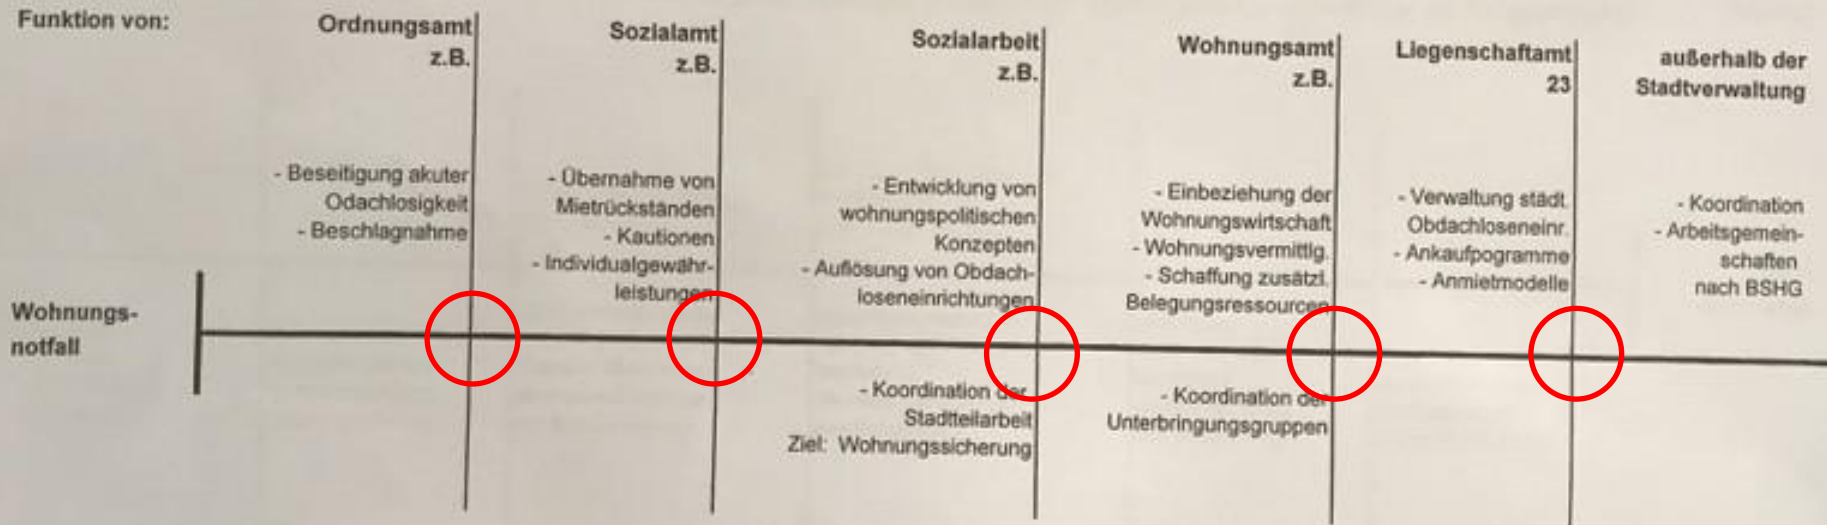 Funktion von:
Ordnungsamt
z.B.
Sozialamt
z.B.
Sozialarbeit
z.B.
Wohnungsamt
z.B.
Liegenschaftamt
23
außerhalb der
Stadtverwaltung
- Beseitigung akuter
Odachlosigkeit
- Beschlagnahme
- Übernahme von
Mietrückständen
- Kautionen
- Individualgewähr-
leistungen
- Entwicklung von
wohnungspolitischen
Konzepten
- Auflösung von Obdach-
loseneinrichtungen
- Einbeziehung der
Wohnungswirtschaft
- Wohnungsvermittlg.
- Schaffung zusätzl.
Belegungsressourcen
- Verwaltung städt.
Obdachloseneinr.
- Ankaufpogramme
- Anmietmodelle
- Koordination
- Arbeitsgemein-
schaften
nach BSHG
Wohnungs-
notfall
- Koordination der
Stadtteilarbeit
Ziel: Wohnungssicherung
- Koordination der
Unterbringungsgruppen